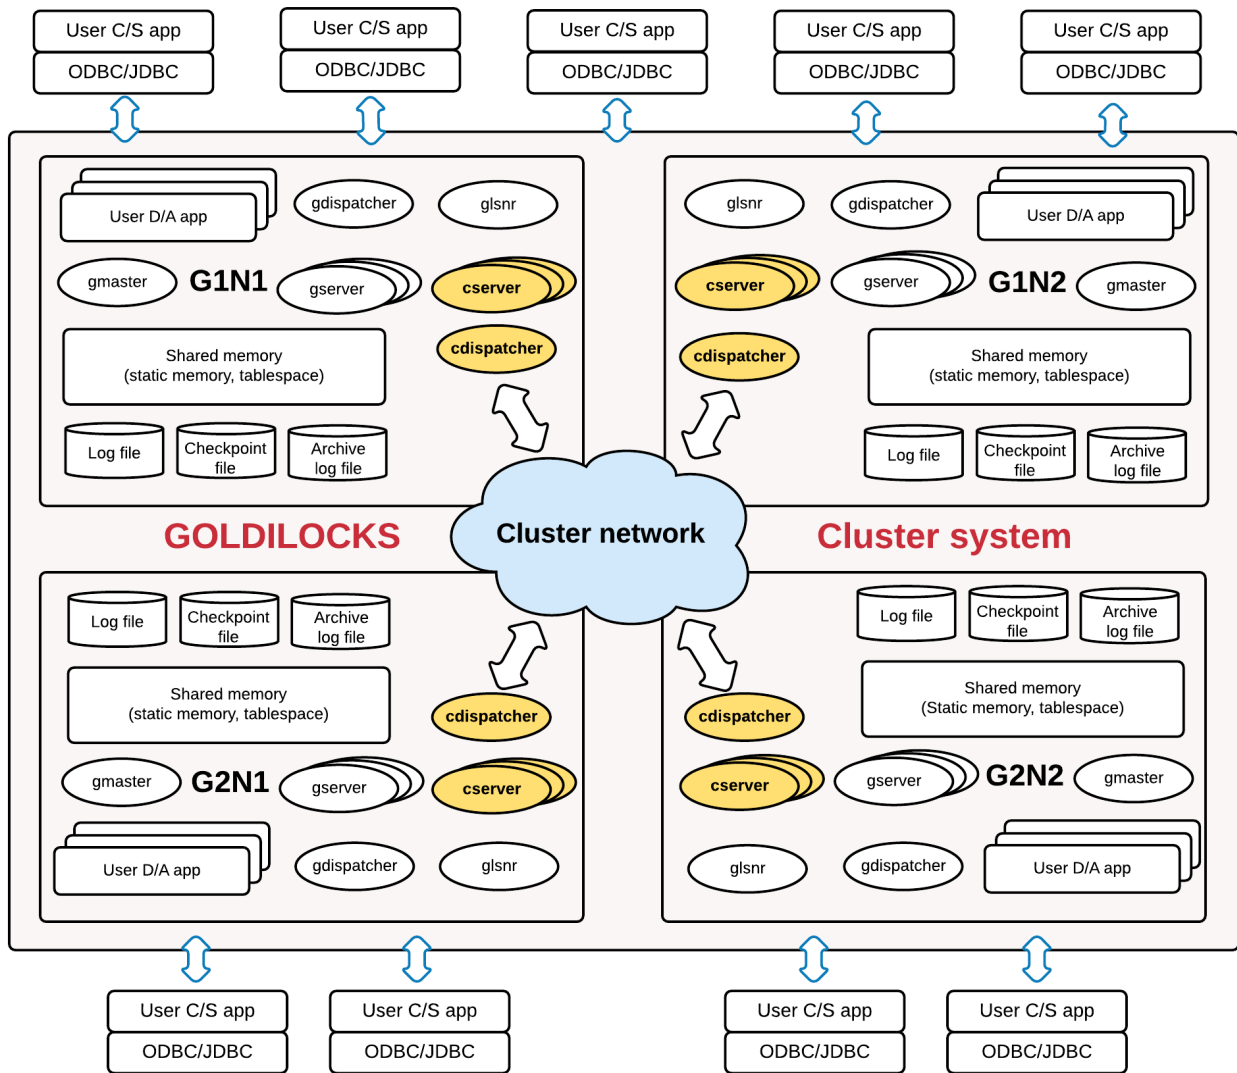 User C/S app
ODBC/JDBC
User C/S app
ODBC/JDBC
User C/S app
ODBC/JDBC
User C/S app
ODBC/JDBC
User C/S app
ODBC/JDBC
User D/A app
gdispatcher
glsnr
gmaster
G1N1
gserver
cserver
cdispatcher
Shared memory
(static memory, tablespace)
Log file
Checkpoint
file
Archive
log file
glsnr
gdispatcher
User D/A app
cserver
gserver
G1N2
gmaster
cdispatcher
Shared memory
(static memory, tablespace)
Log file
Checkpoint
file
Archive
log file
GOLDILOCKS
Cluster network
Cluster system
Log file
Checkpoint
file
Archive
log file
Shared memory
(static memory, tablespace)
cdispatcher
gmaster
G2N1
gserver
cserver
User D/A app
gdispatcher
glsnr
Log file
Checkpoint
file
Archive
log file
Shared memory
(Static memory, tablespace)
cdispatcher
cserver
gserver
G2N2
gmaster
glsnr
gdispatcher
User D/A app
User C/S app
ODBC/JDBC
User C/S app
ODBC/JDBC
User C/S app
ODBC/JDBC
User C/S app
ODBC/JDBC